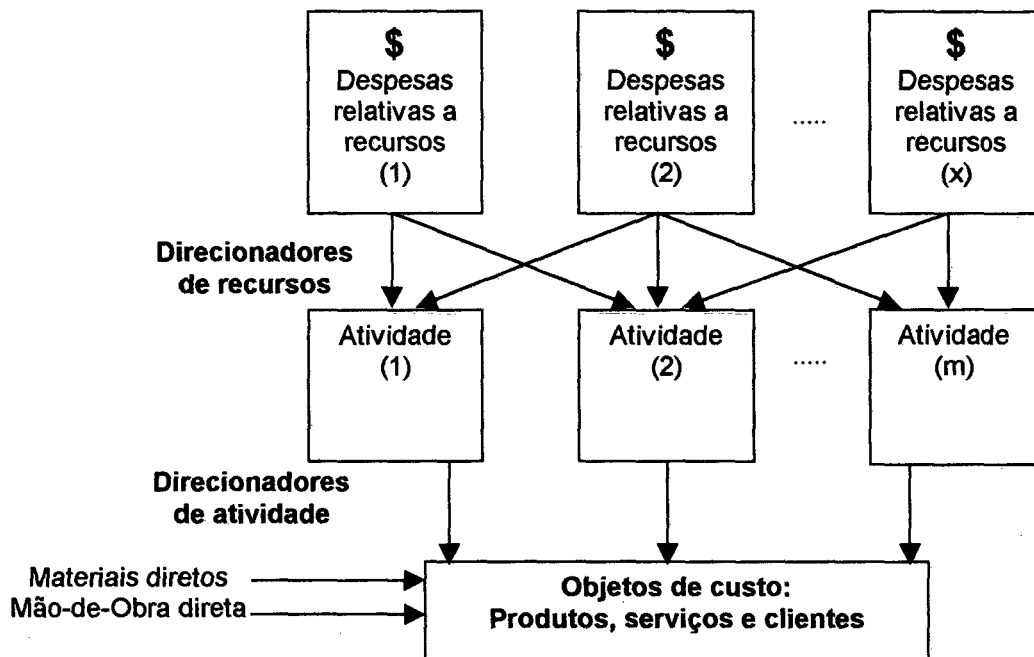 $
Despesas
relativas a
recursos
(1)
$
Despesas
relativas a
recursos
(2)
.....
$
Despesas
relativas a
recursos
(x)
Direcionadores
de recursos
Atividade
(1)
Atividade
(2)
.....
Atividade
(m)
Direcionadores
de atividade
Materiais diretos
Mão-de-Obra direta
Objetos de custo:
Produtos, serviços e clientes